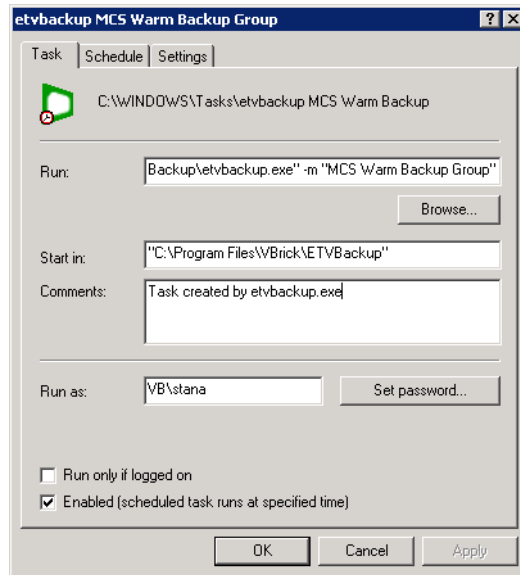 etvbackup MCS Warm Backup Group
Task
Schedule
Settings
C:\WINDOWS\Tasks\etvbackup MCS Warm Backup
Run:
Backup\etvbackup.exe" -m "MCS Warm Backup Group"
Browse...
Start in:
"C:\Program Files\VBrick\ETVBackup"
Comments:
Task created by etvbackup.exe
Run as:
VB\stana
Set password...
Run only if logged on
Enabled (scheduled task runs at specified time)
OK
Cancel
Apply